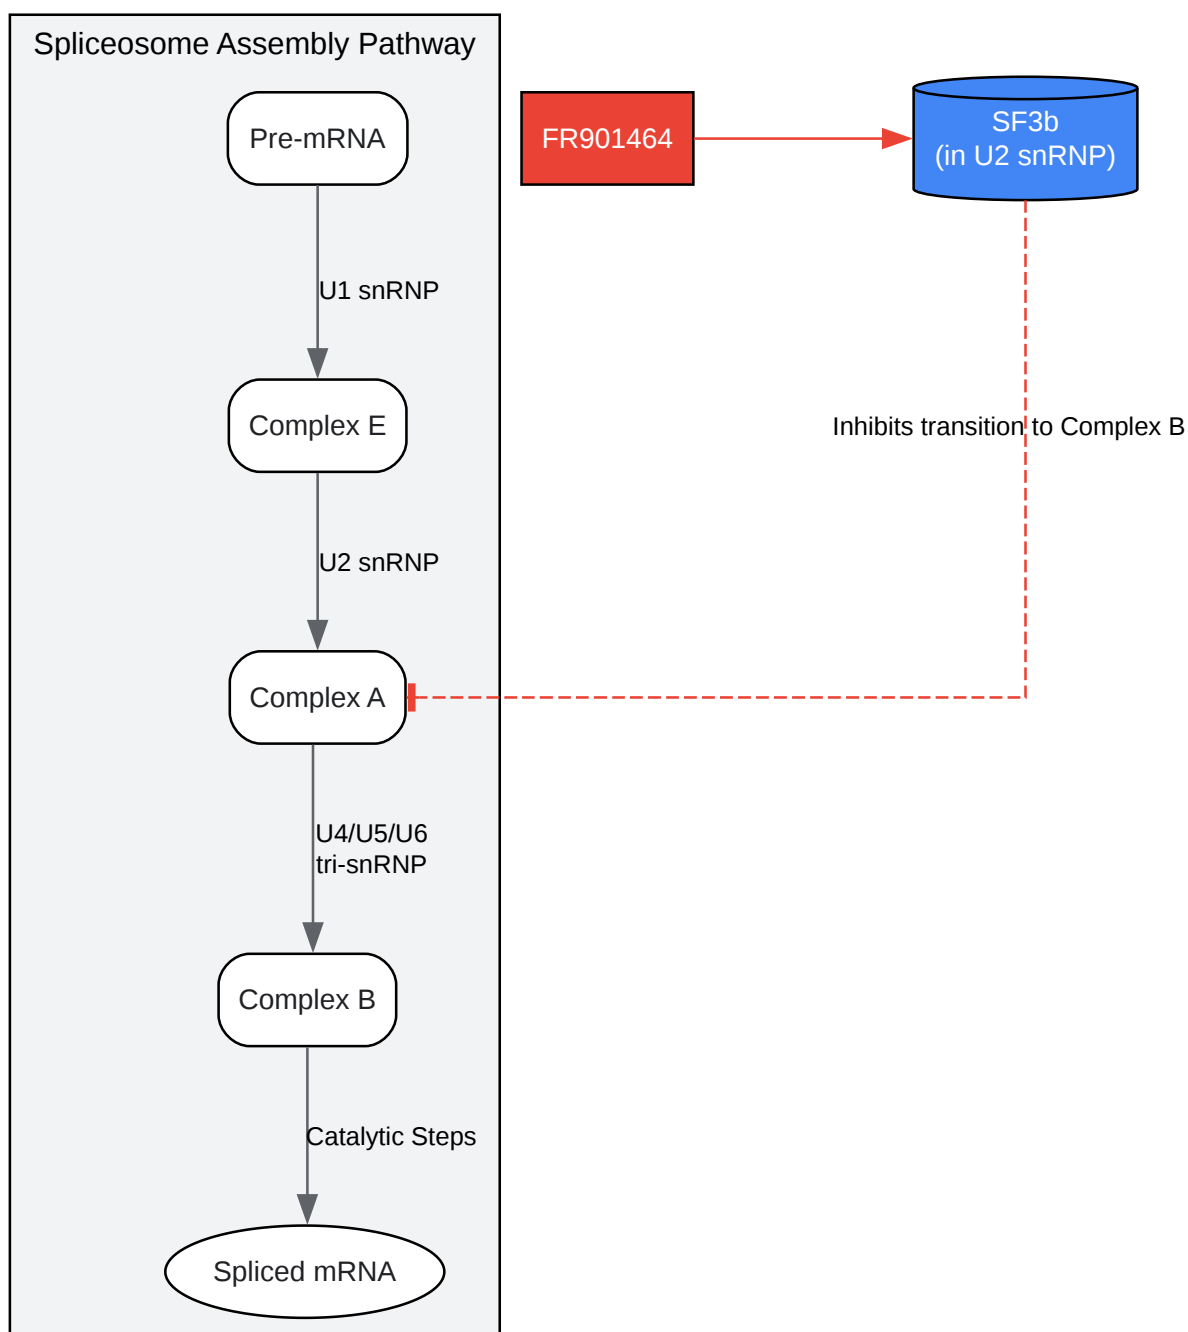 Spliceosome Assembly Pathway
Pre-mRNA
FR901464
SF3b
(in U2 snRNP)
U1 snRNP
Complex E
Inhibits transition to Complex B
U2 snRNP
Complex A
U4/U5/U6
tri-snRNP
Complex B
Catalytic Steps
Spliced mRNA